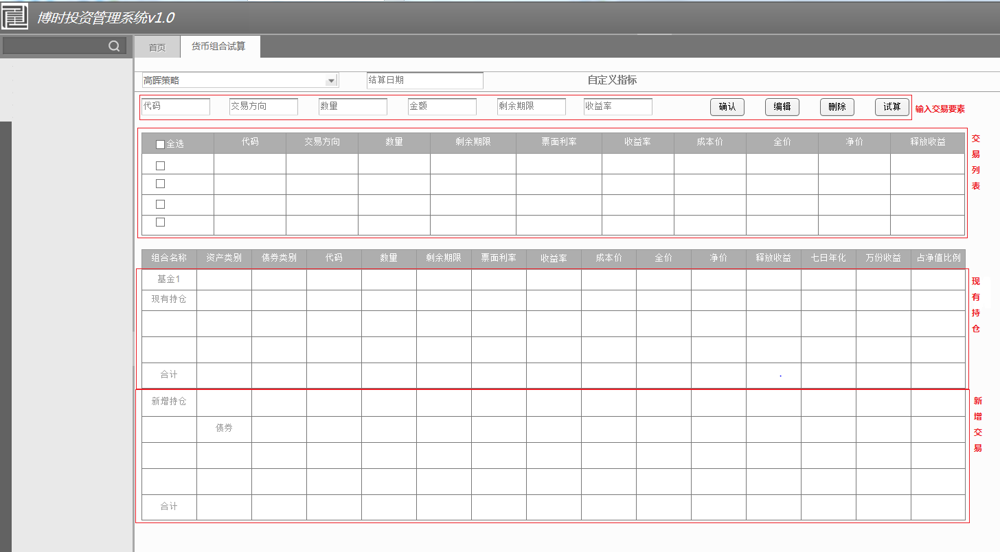 博时投资管理系统v1.0
首页 货币组合试算
高晖策略 结算日期 自定义指标
代码 交易方向 数量 金额 剩余期限 收益率 确认 编辑 删除 试算 输入交易要素
全选 代码 交易方向 数量 剩余期限 票面利率 收益率 成本价 全价 净价 释放收益
交易列表
组合名称 资产类别 债券类别 代码 数量 剩余期限 票面利率 收益率 成本价 全价 净价 释放收益 七日年化 万份收益 占净值比例
基金1
现有持仓
合计
现有持仓
新增持仓
债券
合计
新增交易